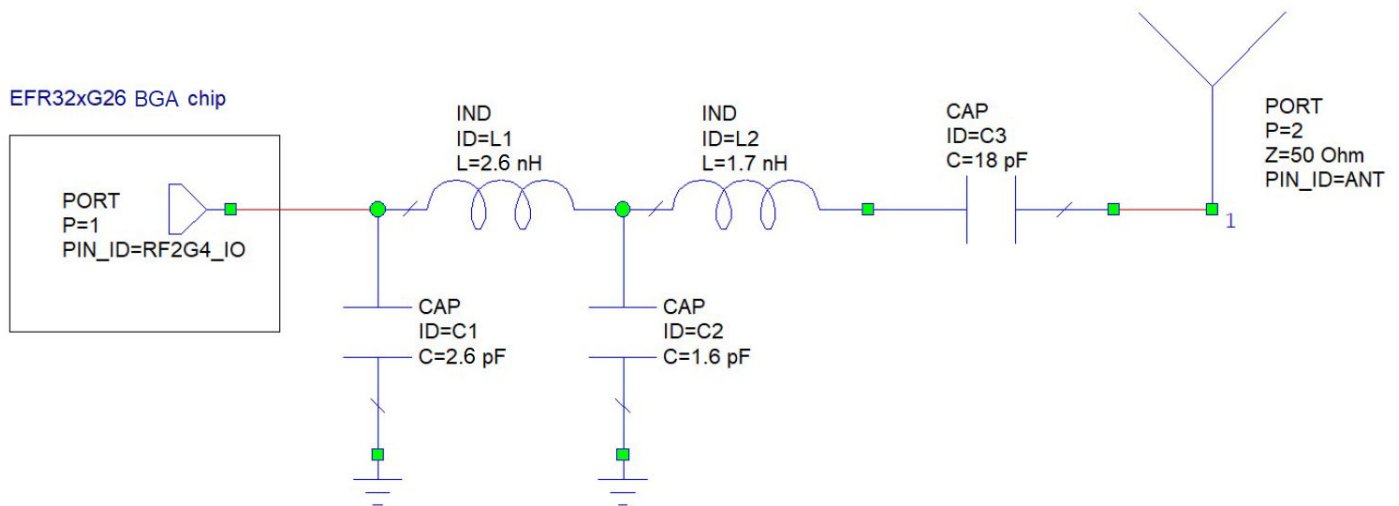 EFR32xG26 BGA chip
PORT
P=1
PIN_ID=RF2G4_IO
IND
ID=L1
L=2.6 nH
IND
ID=L2
L=1.7 nH
CAP
ID=C3
C=18 pF
PORT
P=2
Z=50 Ohm
PIN_ID=ANT
1
CAP
ID=C1
C=2.6 pF
CAP
ID=C2
C=1.6 pF